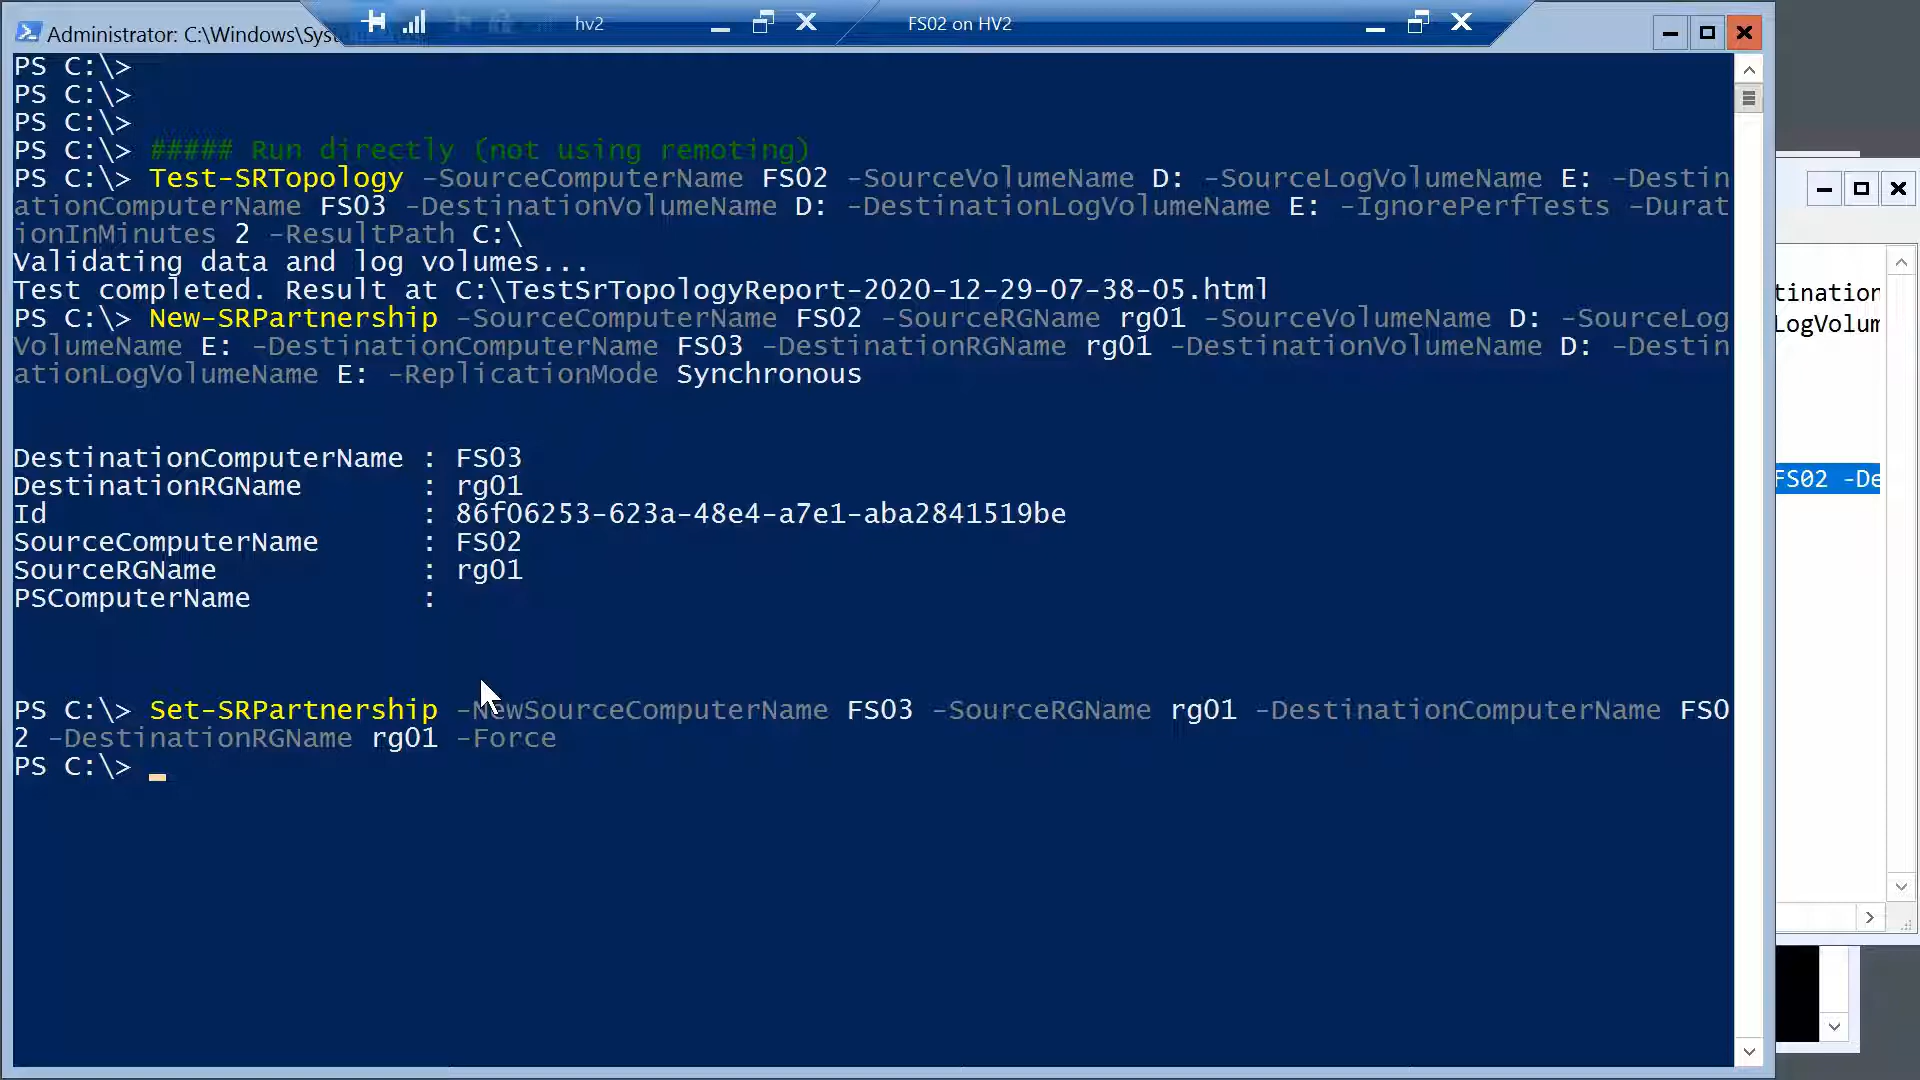 hv2
FS02 on HV2
Administrator: C:\Windows\Sys
PS C:\>
PS C:\>
PS C:\>
PS C:\> ##### Run directly (not using remoting)
PS C:\> Test-SRTopology -SourceComputerName FS02 -SourceVolumeName D: -SourceLogVolumeName E: -Destin
ationComputerName FS03 -DestinationVolumeName D: -DestinationLogVolumeName E: -IgnorePerfTests -Durat
ionInMinutes 2 -ResultPath C:\
Validating data and log volumes...
Test completed. Result at C:\TestSrTopologyReport-2020-12-29-07-38-05.html
PS C:\> New-SRPartnership -SourceComputerName FS02 -SourceRGName rg01 -SourceVolumeName D: -SourceLog
VolumeName E: -DestinationComputerName FS03 -DestinationRGName rg01 -DestinationVolumeName D: -Destin
ationLogVolumeName E: -ReplicationMode Synchronous
DestinationComputerName : FS03
DestinationRGName : rg01
Id : 86f06253-623a-48e4-a7e1-aba2841519be
SourceComputerName : FS02
SourceRGName : rg01
PSComputerName :
PS C:\> Set-SRPartnership -NewSourceComputerName FS03 -SourceRGName rg01 -DestinationComputerName FS0
2 -DestinationRGName rg01 -Force
PS C:\>
tination
LogVolum
FS02 -De